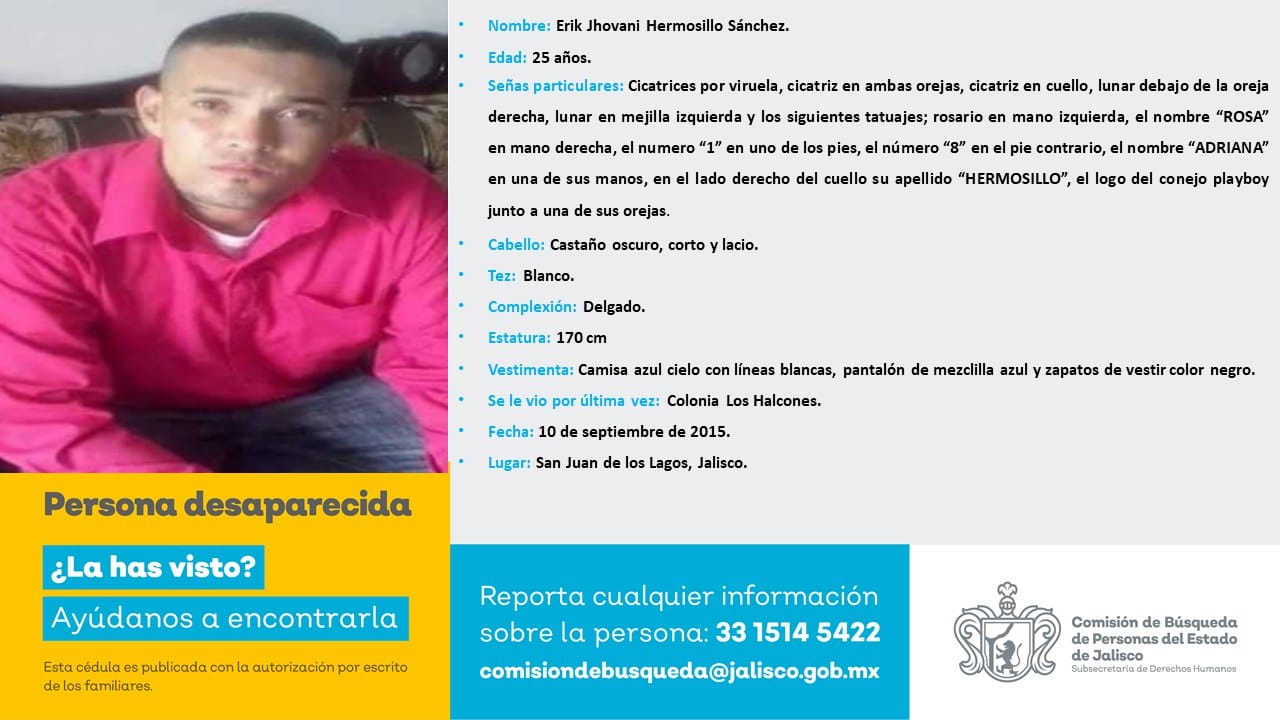 Nombre: Erik Jhovani Hermosillo Sánchez.
Edad: 25 años.
Señas particulares: Cicatrices por viruela, cicatriz en ambas orejas, cicatriz en cuello, lunar debajo de la oreja
derecha, lunar en mejilla izquierda y los siguientes tatuajes; rosario en mano izquierda, el nombre “ROSA”
en mano derecha, el numero “1” en uno de los pies, el número “8” en el pie contrario, el nombre “ADRIANA”
en una de sus manos, en el lado derecho del cuello su apellido “HERMOSILLO”, el logo del conejo playboy
junto a una de sus orejas.
Cabello: Castaño oscuro, corto y lacio.
Tez: Blanco.
Complexión: Delgado.
Estatura: 170 cm
Vestimenta: Camisa azul cielo con líneas blancas, pantalón de mezclilla azul y zapatos de vestir color negro.
Se le vio por última vez: Colonia Los Halcones.
Fecha: 10 de septiembre de 2015.
Lugar: San Juan de los Lagos, Jalisco.
Persona desaparecida
¿La has visto?
Ayúdanos a encontrarla
Esta cédula es publicada con la autorización por escrito
de los familiares.
Reporta cualquier información
sobre la persona: 33 1514 5422
comisiondebusqueda@jalisco.gob.mx
Comisión de Búsqueda
de Personas del Estado
de Jalisco
Subsecretaría de Derechos Humanos